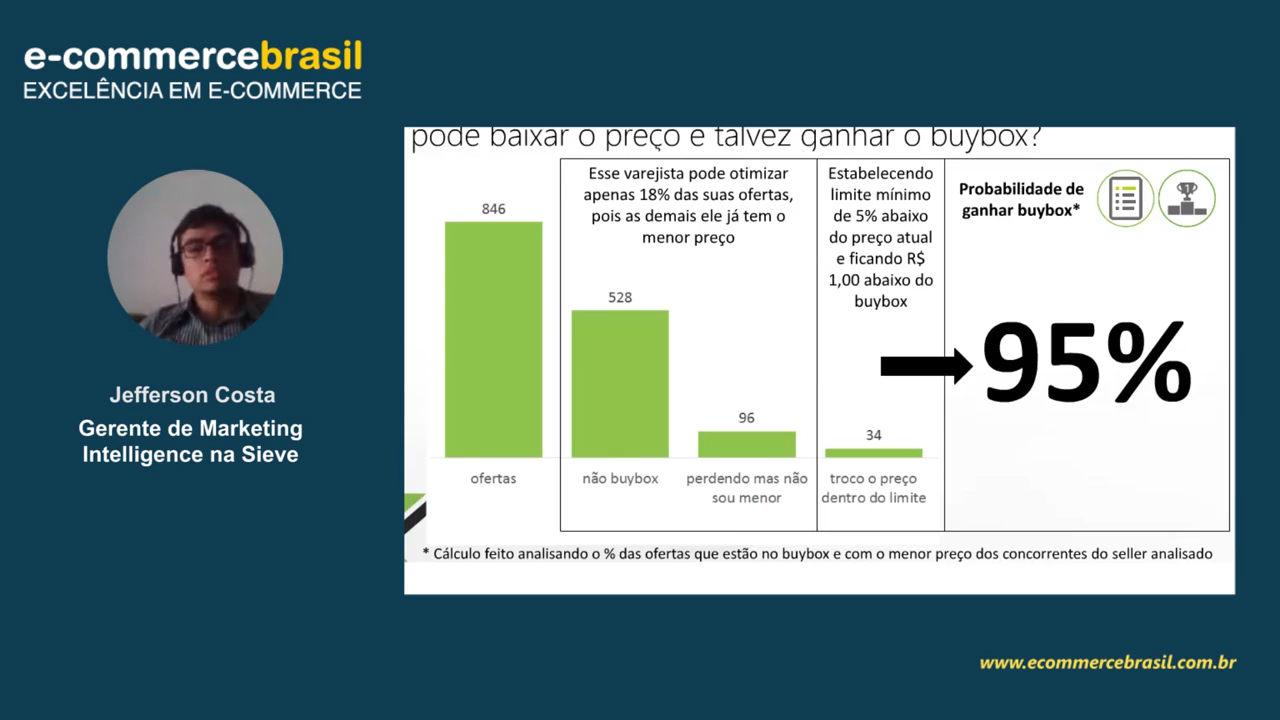 e-commercebrasil
EXCELÊNCIA EM E-COMMERCE
Jefferson Costa
Gerente de Marketing
Intelligence na Sieve
pode baixar o preço e talvez ganhar o buybox?
846
ofertas
Esse varejista pode otimizar
apenas 18% das suas ofertas,
pois as demais ele já tem o
menor preço
528
não buybox
96
perdendo mas não
sou menor
Estabelecendo
limite mínimo
de 5% abaixo
do preço atual
e ficando R$
1,00 abaixo do
buybox
34
troco o preço
dentro do limite
Probabilidade de
ganhar buybox*
1
95%
* Cálculo feito analisando o % das ofertas que estão no buybox e com o menor preço dos concorrentes do seller analisado
www.ecommercebrasil.com.br